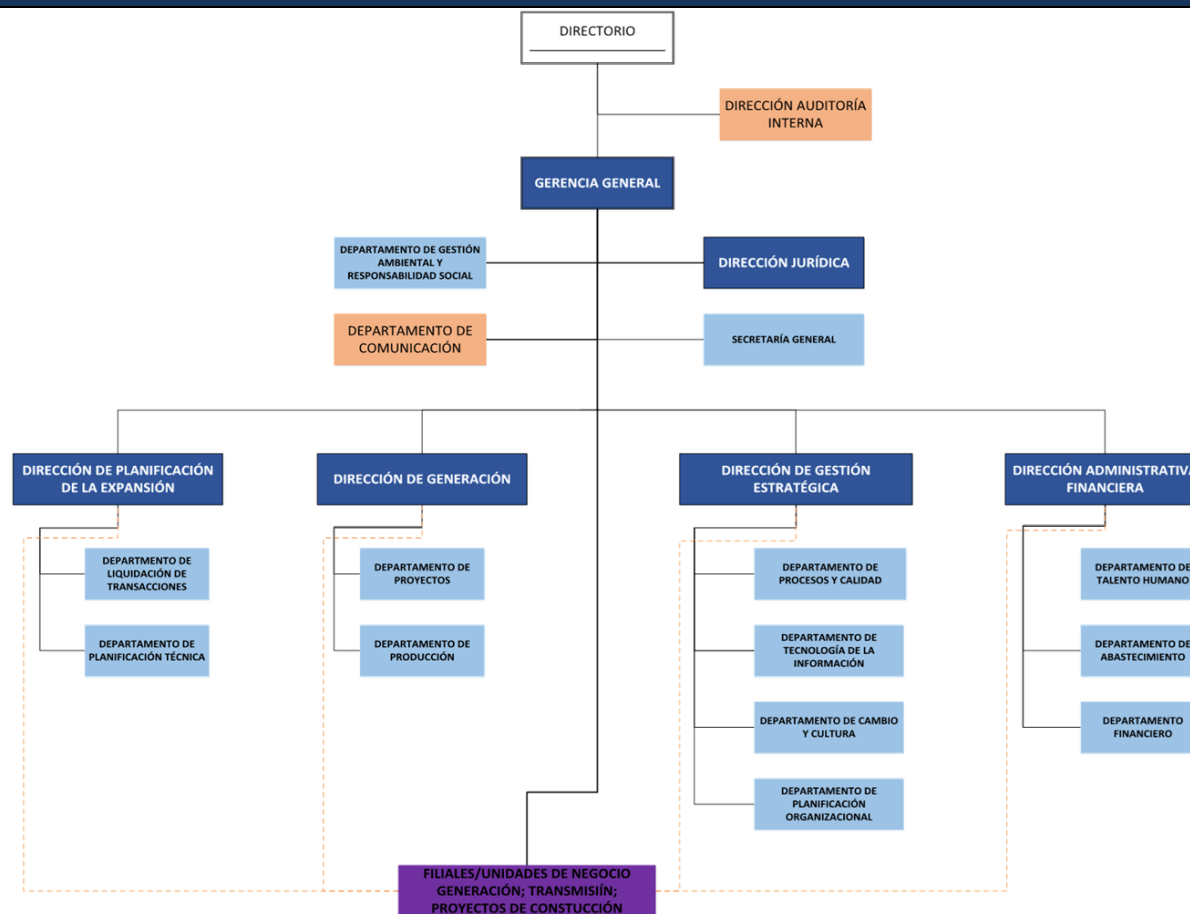 DIRECTORIO
DIRECCIÓN AUDITORÍA
INTERNA
GERENCIA GENERAL
DEPARTAMENTO DE GESTIÓN
AMBIENTAL Y
RESPONSABILIDAD SOCIAL
DIRECCIÓN JURÍDICA
DEPARTAMENTO DE
COMUNICACIÓN
SECRETARÍA GENERAL
DIRECCIÓN DE PLANIFICACIÓN
DE LA EXPANSIÓN
DIRECCIÓN DE GENERACIÓN
DIRECCIÓN DE GESTIÓN
ESTRATÉGICA
DIRECCIÓN ADMINISTRATIVA
FINANCIERA
DEPARTMENTO DE
LIQUIDACIÓN DE
TRANSACCIONES
DEPARTAMENTO DE
PLANIFICACIÓN TÉCNICA
DEPARTAMENTO DE
PROYECTOS
DEPARTAMENTO DE
PRODUCCIÓN
DEPARTAMENTO DE
PROCESOS Y CALIDAD
DEPARTAMENTO DE
TECNOLOGÍA DE LA
INFORMACIÓN
DEPARTAMENTO DE CAMBIO
Y CULTURA
DEPARTAMENTO DE
PLANIFICACIÓN
ORGANIZACIONAL
DEPARTAMENTO DE
TALENTO HUMANO
DEPARTAMENTO DE
ABASTECIMIENTO
DEPARTAMENTO
FINANCIERO
FILIALES/UNIDADES DE NEGOCIO
GENERACIÓN; TRANSMISIÍN;
PROYECTOS DE CONSTUCCIÓN